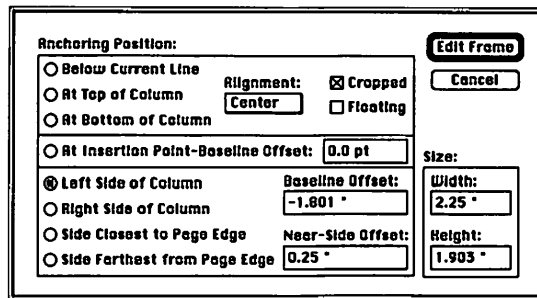 Anchoring Position:
Edit Frame
Below Current Line
Alignment:
Cropped
Cancel
At Top of Column
Center
Floating
At Bottom of Column
At Insertion Point-Baseline Offset: 0.0 pt
Size:
Left Side of Column
Baseline Offset:
Width:
Right Side of Column
-1.801 "
2.25 "
Side Closest to Page Edge
Near-Side Offset:
Height:
Side Farthest from Page Edge
0.25 "
1.903 "